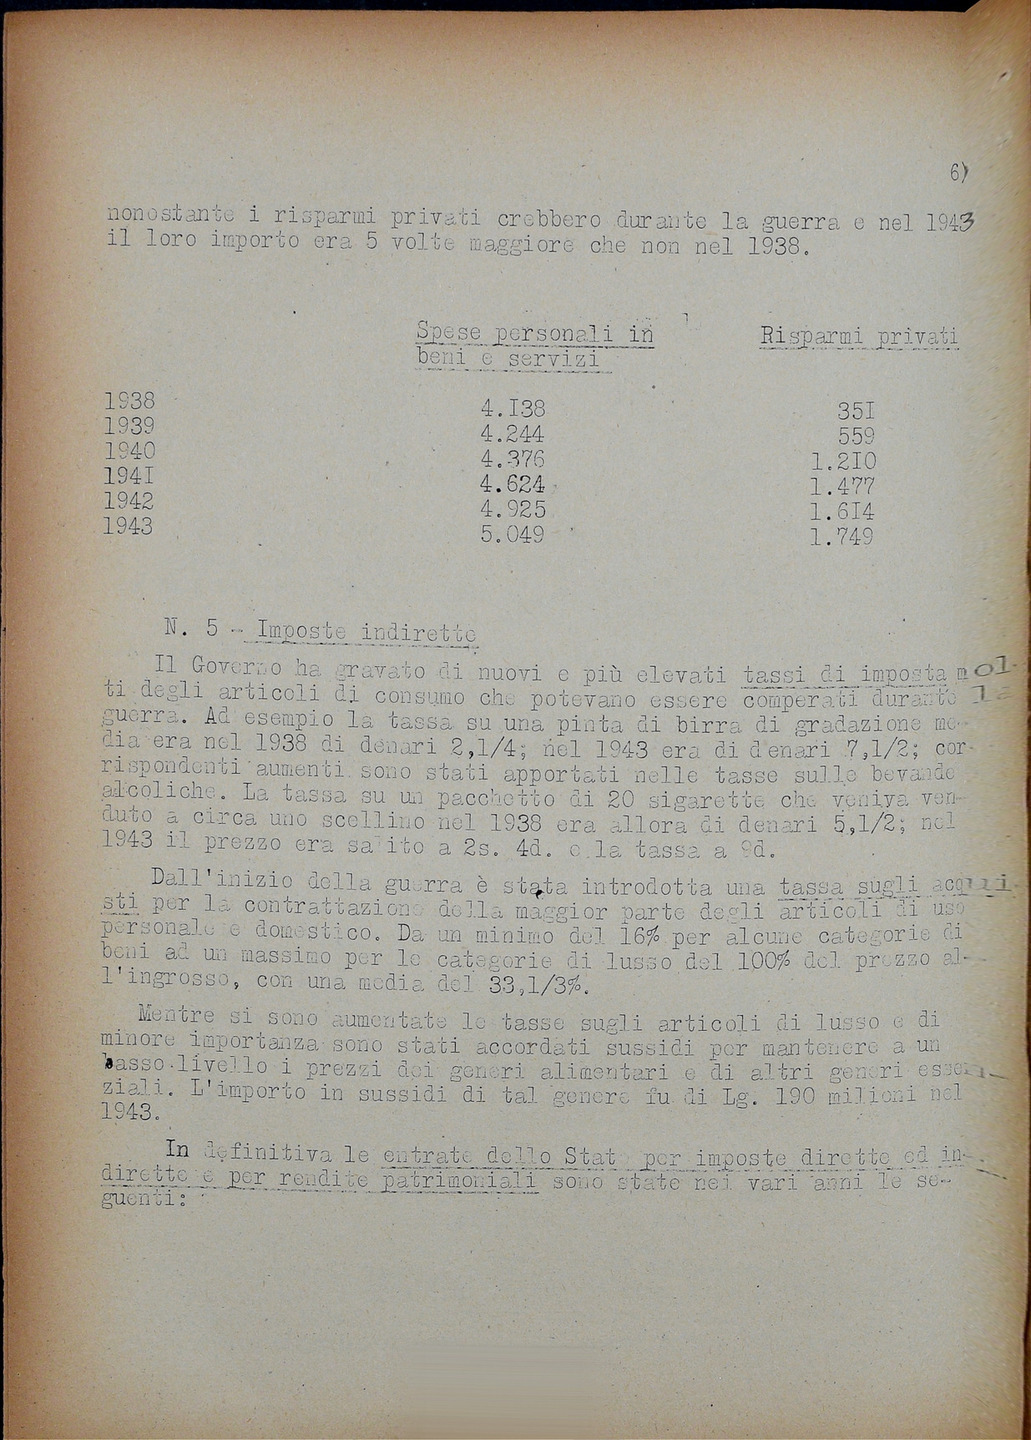 6)
nonostante i risparmi privati crebbero durante la guerra e nel 1943
il loro importo era 5 volte maggiore che non nel 1938.
Spese personali in Risparmi privati
beni e servizi
1938 4.I38 35I
1939 4.244 559
1940 4.376 1.2I0
194I 4.624 1.477
1942 4.925 1.6I4
1943 5.049 1.749
N. 5 - Imposte indirette
Il Governo ha gravato di nuovi e più elevati tassi di imposta mol-
ti degli articoli di consumo che potevano essere comperati durante la
guerra. Ad esempio la tassa su una pinta di birra di gradazione me-
dia era nel 1938 di denari 2,1/4; nel 1943 era di denari 7,1/2; cor-
rispondenti aumenti sono stati apportati nelle tasse sulle bevande
alcoliche. La tassa su un pacchetto di 20 sigarette che veniva ven-
duto a circa uno scellino nel 1938 era allora di denari 5,1/2; nel
1943 il prezzo era salito a 2s. 4d. e la tassa a 9d.
Dall'inizio della guerra è stata introdotta una tassa sugli acqui-
sti per la contrattazione della maggior parte degli articoli di uso
personale e domestico. Da un minimo del 16% per alcune categorie di
beni ad un massimo per le categorie di lusso del 100% del prezzo al-
l'ingrosso, con una media del 33,1/3%.
Mentre si sono aumentate le tasse sugli articoli di lusso e di
minore importanza sono stati accordati sussidi per mantenere a un
basso livello i prezzi dei generi alimentari e di altri generi essen-
ziali. L'importo in sussidi di tal genere fu di Lg. 190 milioni nel
1943.
In definitiva le entrate dello Stat per imposte dirette ed in-
dirette e per rendite patrimoniali sono state nei vari anni le se-
guenti: